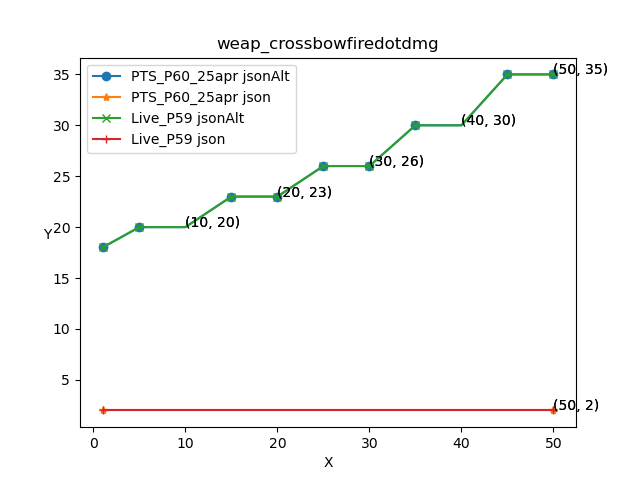 weap_crossbowfiredotdmg
PTS_P60_25apr jsonAlt
PTS_P60_25apr json
Live_P59 jsonAlt
Live_P59 json
(50, 35)
(40, 30)
(30, 26)
(20, 23)
(10, 20)
(50, 2)
35
30
25
20
15
10
5
Y
0 10 20 30 40 50
X